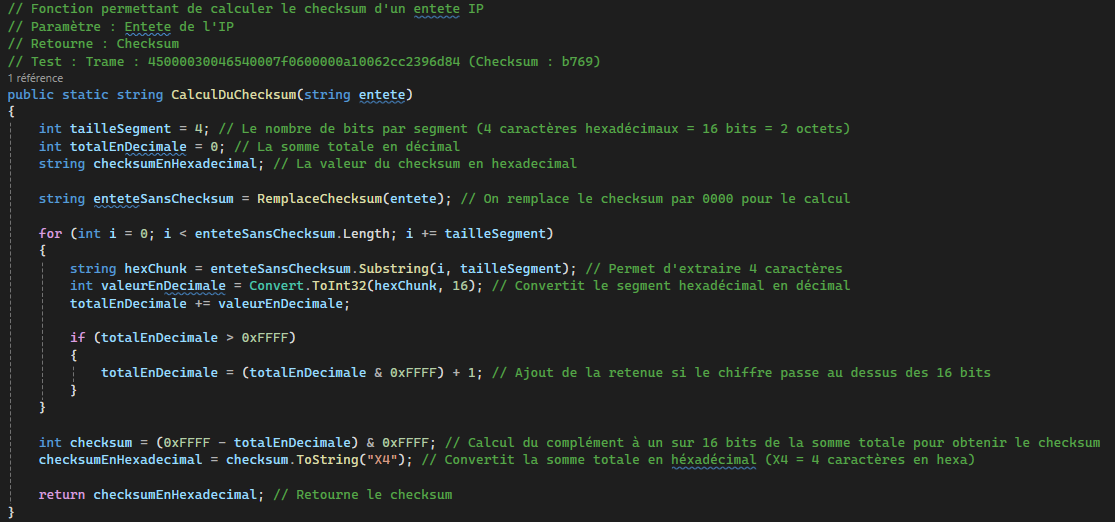 // Fonction permettant de calculer le checksum d'un entete IP
// Paramètre : Entete de l'IP
// Retourne : Checksum
// Test : Trame : 45000030046540007f0600000a10062cc2396d84 (Checksum : b769)
1 référence
public static string CalculDuChecksum(string entete)
{
    int tailleSegment = 4; // Le nombre de bits par segment (4 caractères hexadécimaux = 16 bits = 2 octets)
    int totalEnDecimale = 0; // La somme totale en décimal
    string checksumEnHexadecimal; // La valeur du checksum en hexadecimal

    string enteteSansChecksum = RemplaceChecksum(entete); // On remplace le checksum par 0000 pour le calcul

    for (int i = 0; i < enteteSansChecksum.Length; i += tailleSegment)
    {
        string hexChunk = enteteSansChecksum.Substring(i, tailleSegment); // Permet d'extraire 4 caractères
        int valeurEnDecimale = Convert.ToInt32(hexChunk, 16); // Convertit le segment hexadécimal en décimal
        totalEnDecimale += valeurEnDecimale;

        if (totalEnDecimale > 0xFFFF)
        {
            totalEnDecimale = (totalEnDecimale & 0xFFFF) + 1; // Ajout de la retenue si le chiffre passe au dessus des 16 bits
        }
    }

    int checksum = (0xFFFF - totalEnDecimale) & 0xFFFF; // Calcul du complément à un sur 16 bits de la somme totale pour obtenir le checksum
    checksumEnHexadecimal = checksum.ToString("X4"); // Convertit la somme totale en héxadécimal (X4 = 4 caractères en hexa)

    return checksumEnHexadecimal; // Retourne le checksum
}